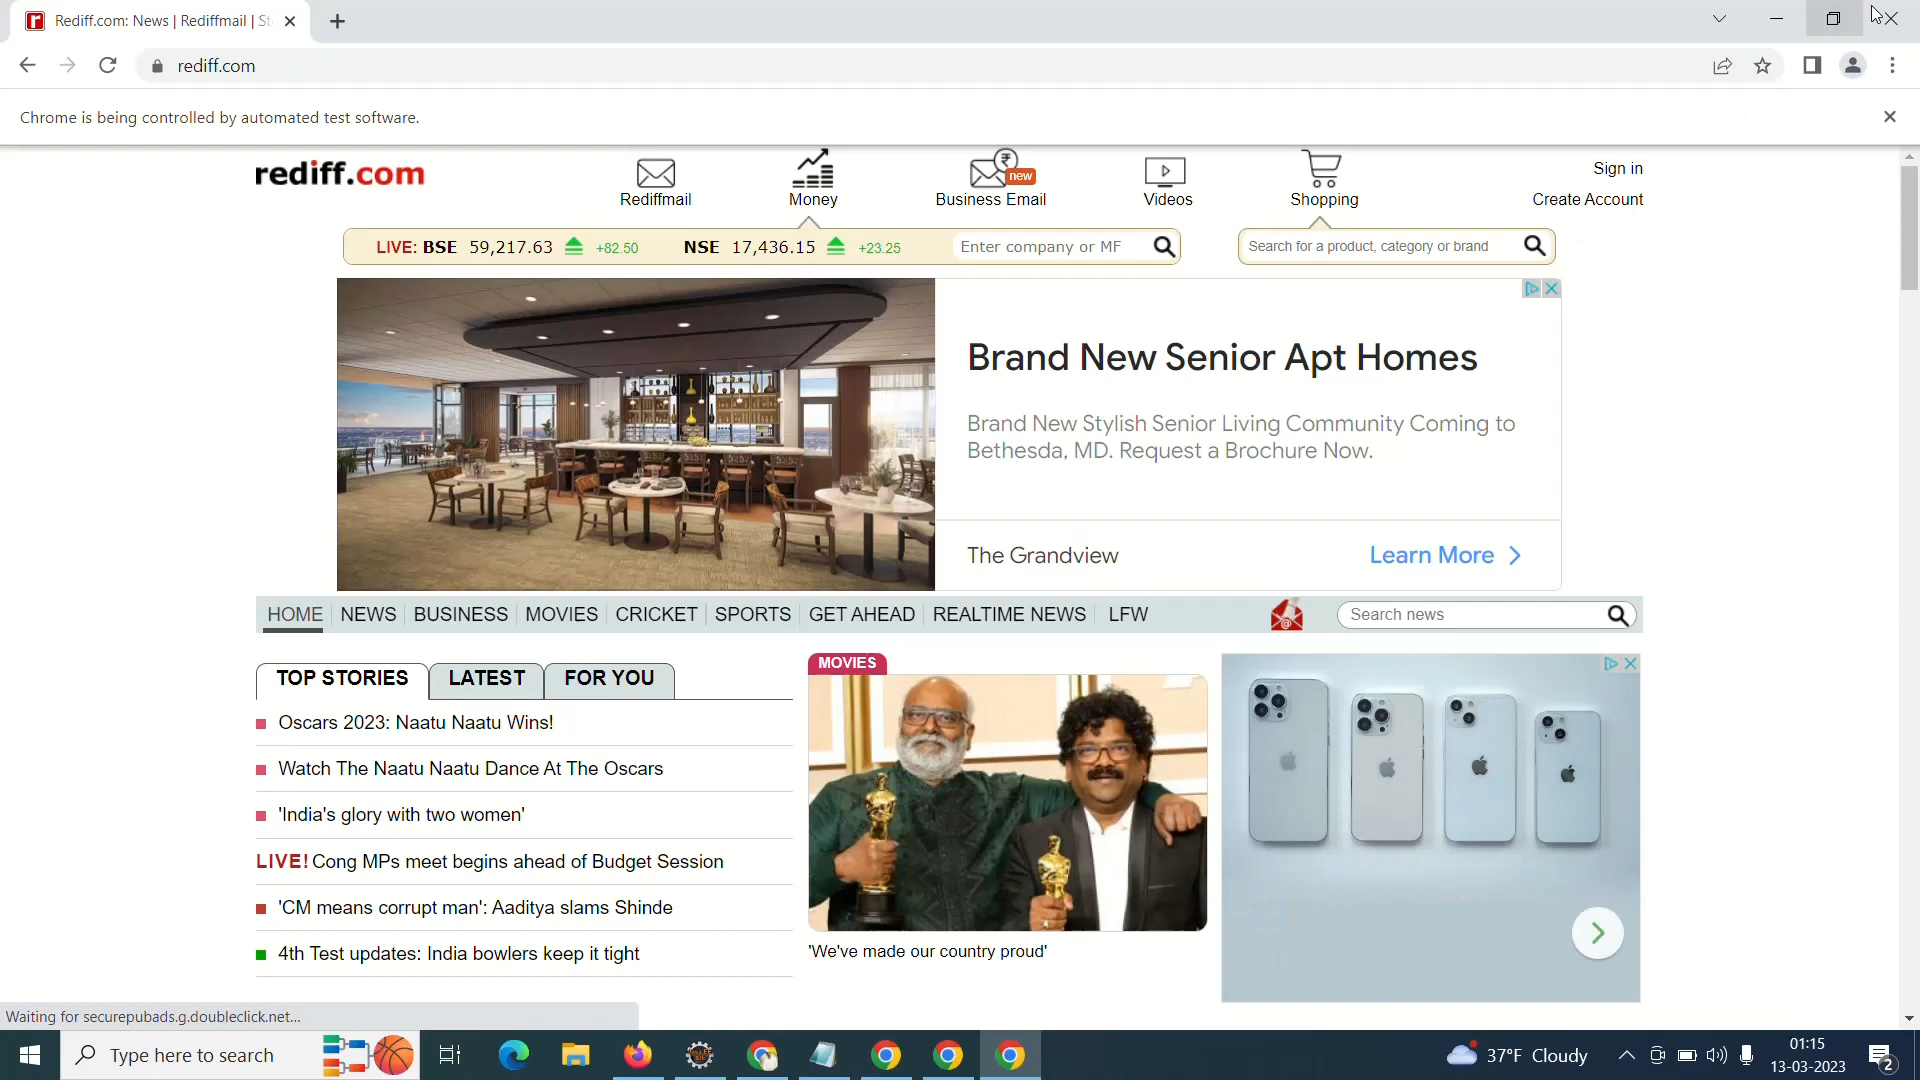 Rediff.com: News | Rediffmail | St
rediff.com
Chrome is being controlled by automated test software.
rediff.com
Rediffmail
Money
new
Business Email
Videos
Shopping
Sign in
Create Account
LIVE: BSE 59,217.63 +82.50 NSE 17,436.15 +23.25
Enter company or MF
Search for a product, category or brand
Brand New Senior Apt Homes
Brand New Stylish Senior Living Community Coming to
Bethesda, MD. Request a Brochure Now.
The Grandview
Learn More
HOME NEWS BUSINESS MOVIES CRICKET SPORTS GET AHEAD REALTIME NEWS LFW
Search news
TOP STORIES LATEST FOR YOU
Oscars 2023: Naatu Naatu Wins!
Watch The Naatu Naatu Dance At The Oscars
'India's glory with two women'
LIVE! Cong MPs meet begins ahead of Budget Session
'CM means corrupt man': Aaditya slams Shinde
4th Test updates: India bowlers keep it tight
MOVIES
'We've made our country proud'
Waiting for securepubads.g.doubleclick.net...
Type here to search
37°F Cloudy
01:15
13-03-2023
2